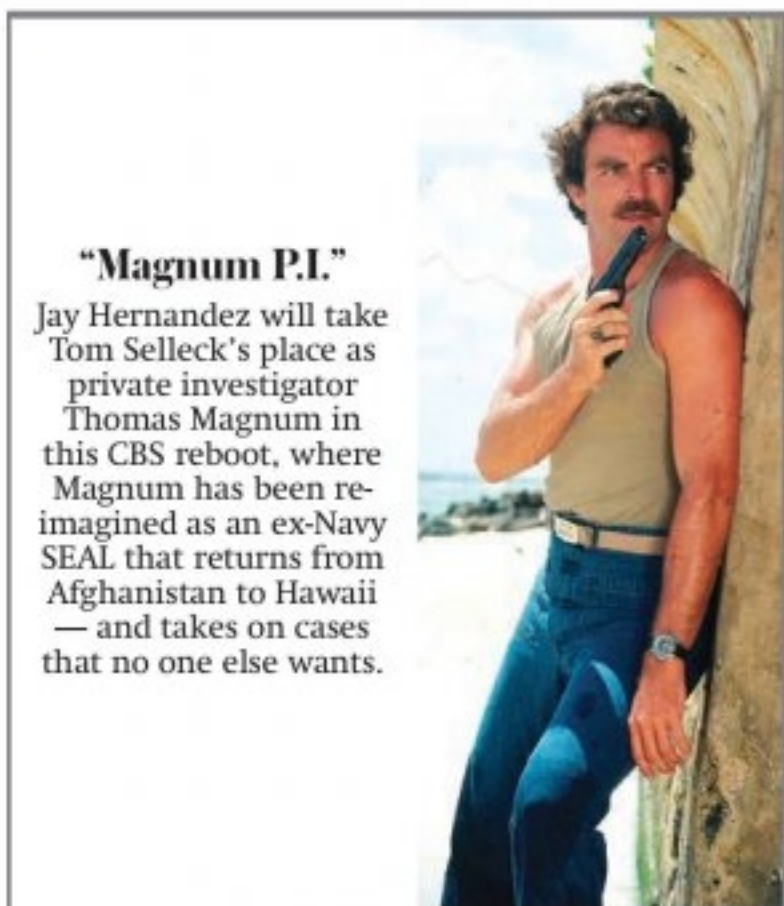 “Magnum P.I.”
Jay Hernandez will take
Tom Selleck’s place as
private investigator
Thomas Magnum in
this CBS reboot, where
Magnum has been re-
imagined as an ex-Navy
SEAL that returns from
Afghanistan to Hawaii
— and takes on cases
that no one else wants.